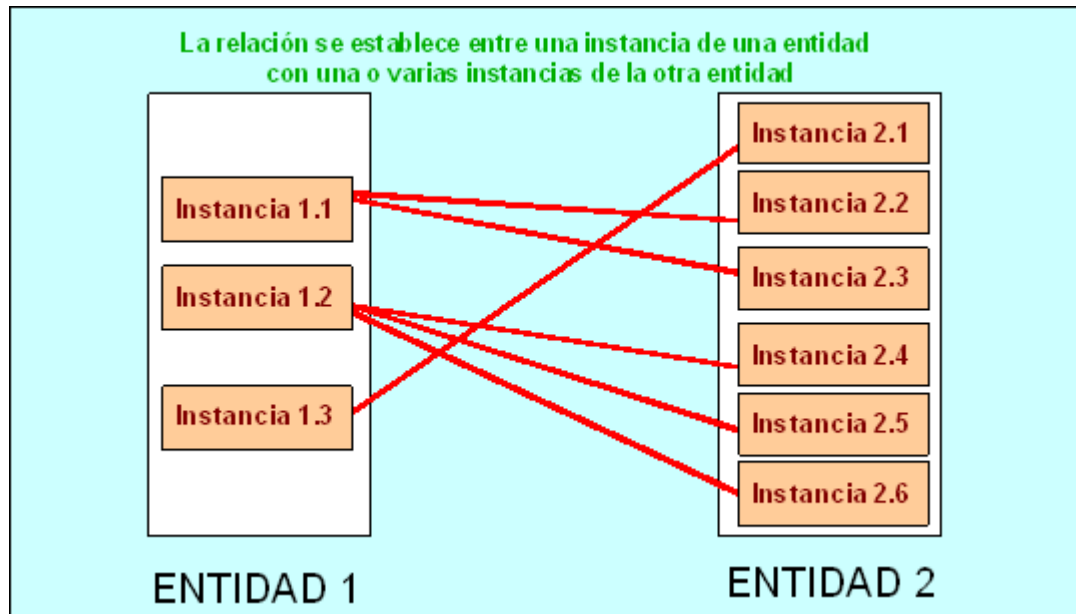 La relación se establece entre una instancia de una entidad
con una o varias instancias de la otra entidad
Instancia 1.1
Instancia 1.2
Instancia 1.3
ENTIDAD 1
Instancia 2.1
Instancia 2.2
Instancia 2.3
Instancia 2.4
Instancia 2.5
Instancia 2.6
ENTIDAD 2